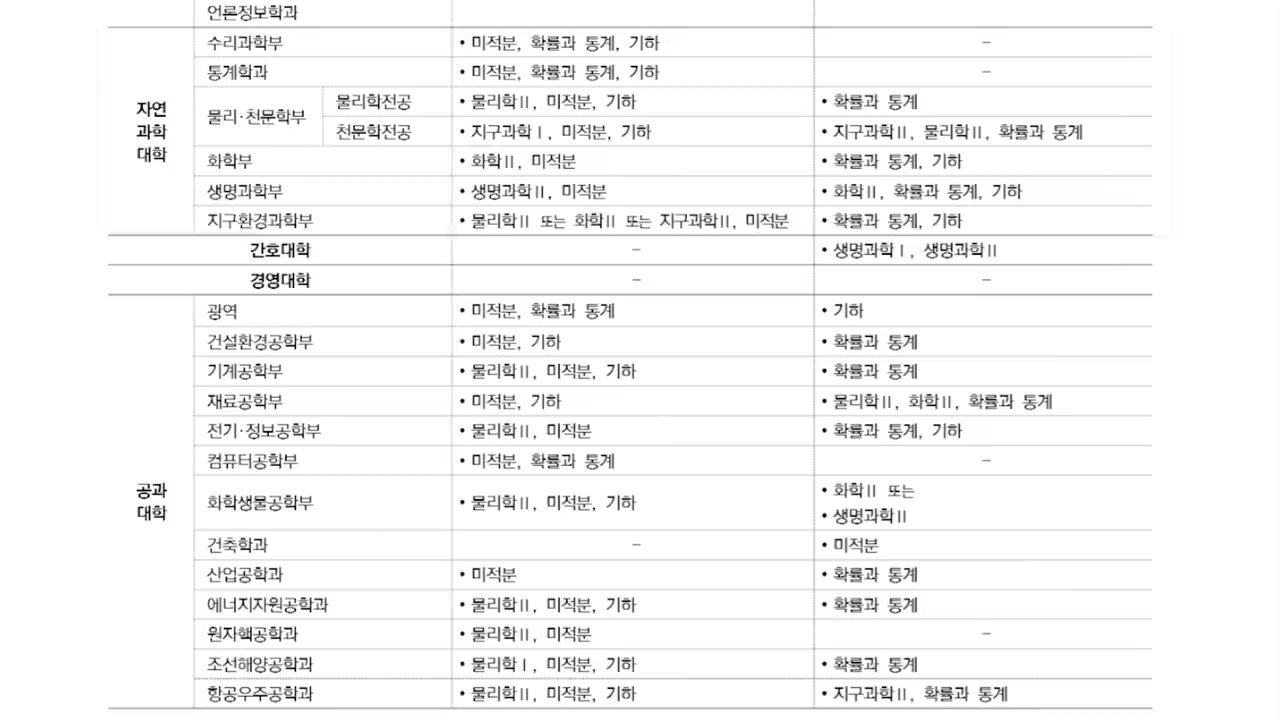 언론정보학과
수리과학부 • 미적분, 확률과 통계, 기하 –
통계학과 • 미적분, 확률과 통계, 기하 –
자연
과학
대학
물리·천문학부
물리학전공 • 물리학Ⅱ, 미적분, 기하 • 확률과 통계
천문학전공 • 지구과학Ⅰ, 미적분, 기하 • 지구과학Ⅱ, 물리학Ⅱ, 확률과 통계
화학부 • 화학Ⅱ, 미적분 • 확률과 통계, 기하
생명과학부 • 생명과학Ⅱ, 미적분 • 화학Ⅱ, 확률과 통계, 기하
지구환경과학부 • 물리학Ⅱ 또는 화학Ⅱ 또는 지구과학Ⅱ, 미적분 • 확률과 통계, 기하
간호대학 – • 생명과학Ⅰ, 생명과학Ⅱ
경영대학 – –
광역 • 미적분, 확률과 통계 • 기하
건설환경공학부 • 미적분, 기하 • 확률과 통계
기계공학부 • 물리학Ⅱ, 미적분, 기하 • 확률과 통계
재료공학부 • 미적분, 기하 • 물리학Ⅱ, 화학Ⅱ, 확률과 통계
전기·정보공학부 • 물리학Ⅱ, 미적분 • 확률과 통계, 기하
컴퓨터공학부 • 미적분, 확률과 통계 –
공과
대학
화학생물공학부 • 물리학Ⅱ, 미적분, 기하 • 화학Ⅱ 또는
• 생명과학Ⅱ
건축학과 – • 미적분
산업공학과 • 미적분 • 확률과 통계
에너지자원공학과 • 물리학Ⅱ, 미적분, 기하 • 확률과 통계
원자핵공학과 • 물리학Ⅱ, 미적분 –
조선해양공학과 • 물리학Ⅰ, 미적분, 기하 • 확률과 통계
항공우주공학과 • 물리학Ⅱ, 미적분, 기하 • 지구과학Ⅱ, 확률과 통계